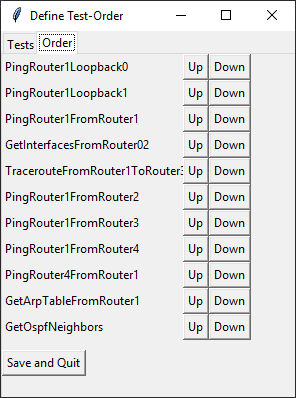 Define Test-Order
Tests Order
PingRouter1Loopback0 Up Down
PingRouter1Loopback1 Up Down
PingRouter1FromRouter1 Up Down
GetInterfacesFromRouter02 Up Down
TracerouteFromRouter1ToRouter3 Up Down
PingRouter1FromRouter2 Up Down
PingRouter1FromRouter3 Up Down
PingRouter1FromRouter4 Up Down
PingRouter4FromRouter1 Up Down
GetArpTableFromRouter1 Up Down
GetOspfNeighbors Up Down
Save and Quit